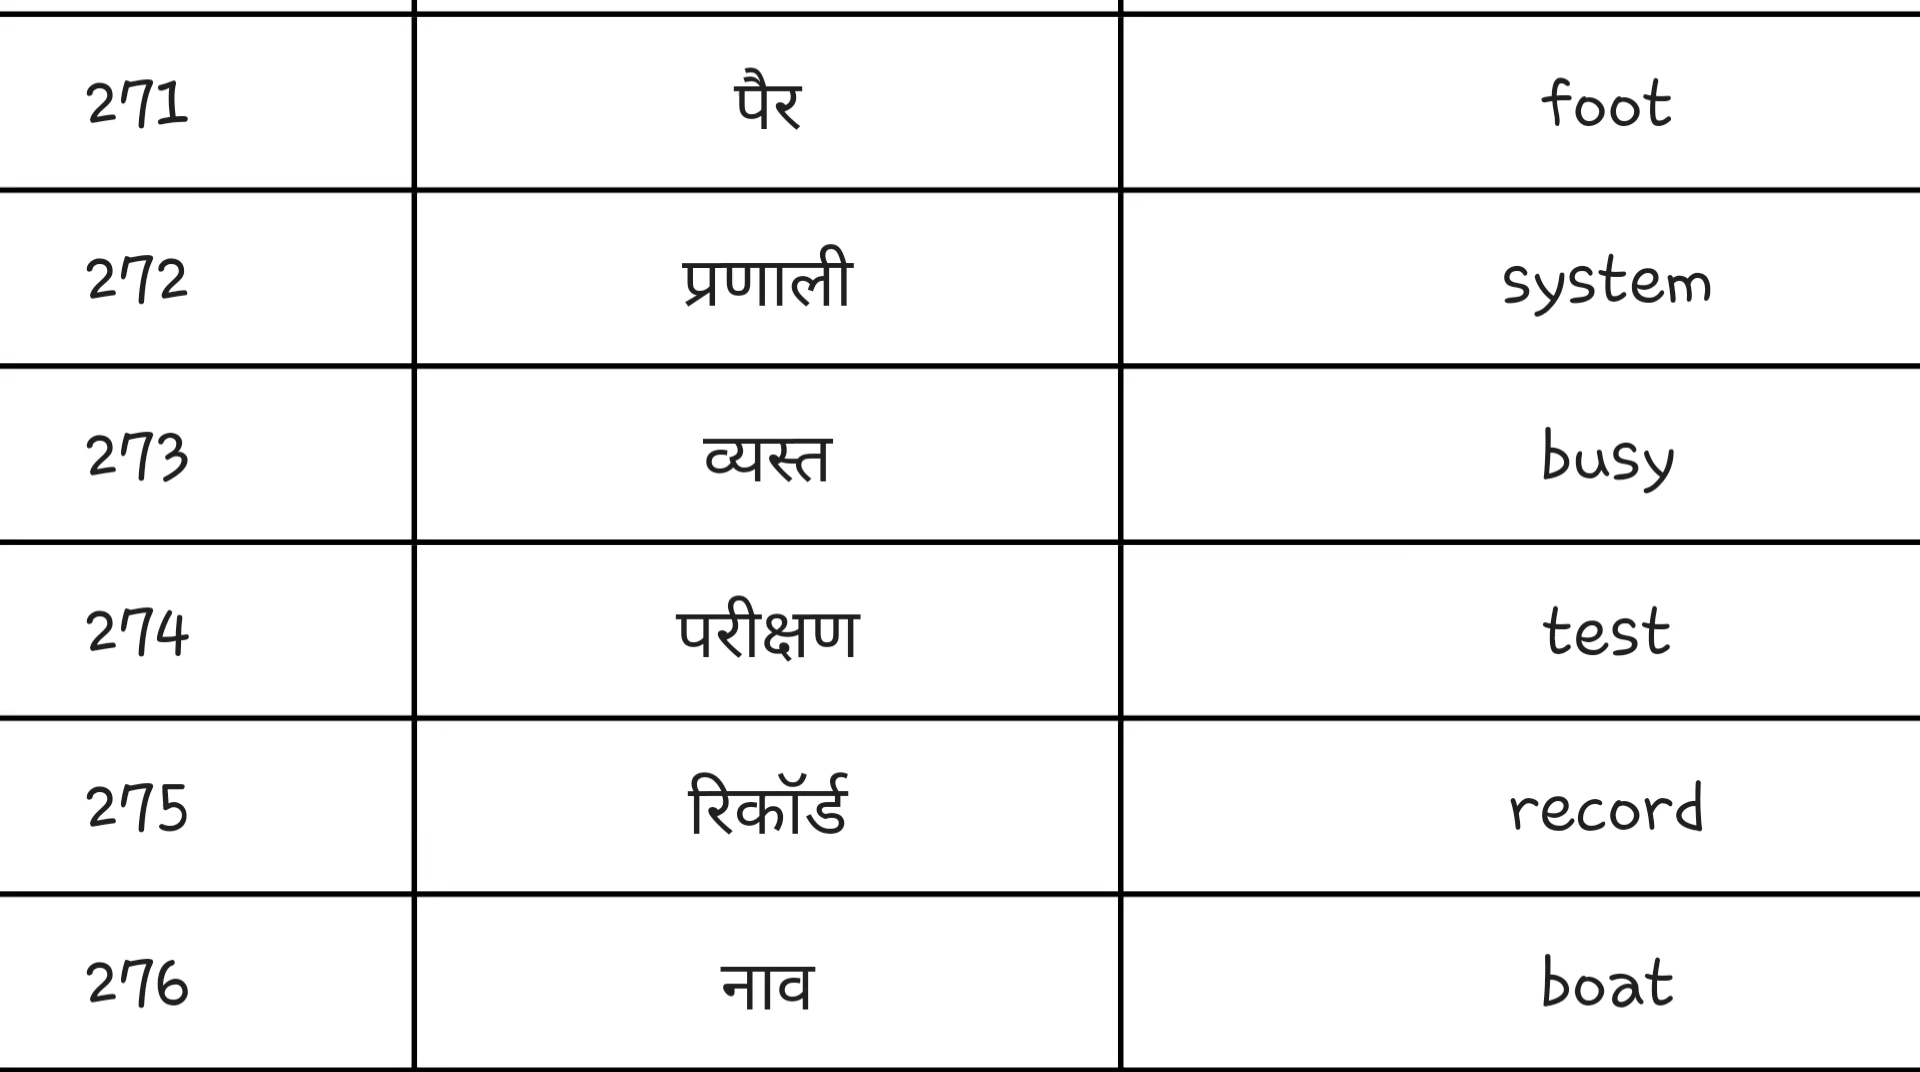 271 पैर foot
272 प्रणाली system
273 व्यस्त busy
274 परीक्षण test
275 रिकॉर्ड record
276 नाव boat